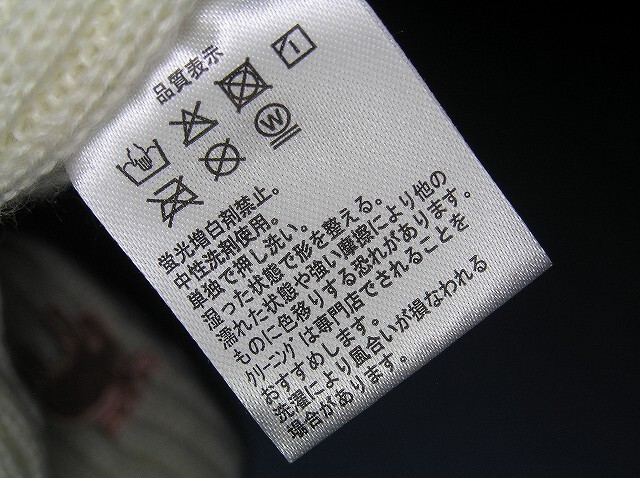 品質表示
W
蛍光増白剤禁止。
中性洗剤使用。
単独で押し洗い。
湿った状態で形を整える。
濡れた状態や強い摩擦により他の
ものに色移りする恐れがあります。
クリーニングは専門店でされることを
おすすめします。
洗濯により風合いが損なわれる
場合があります。